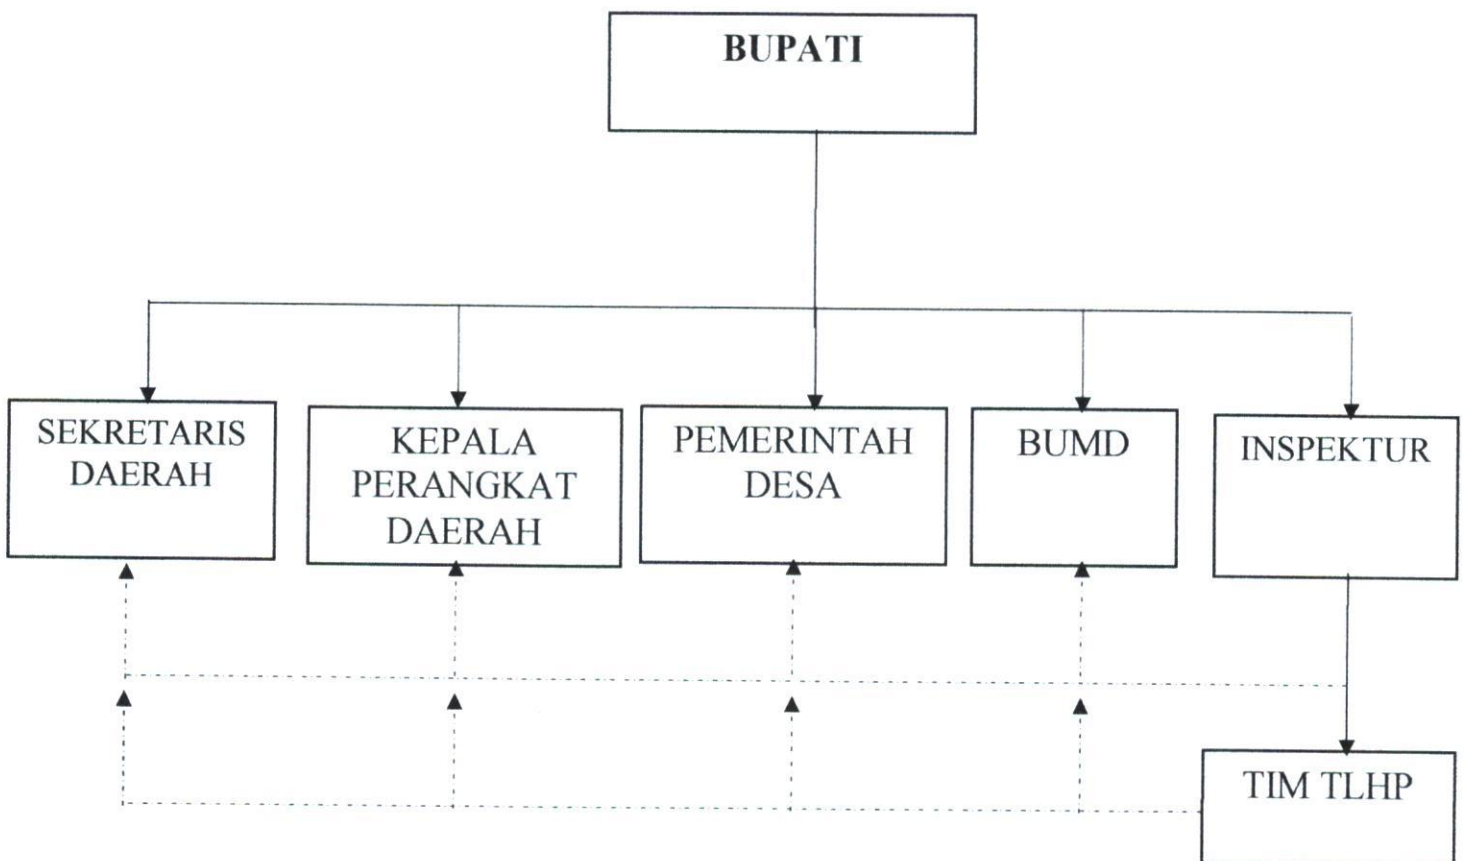 BUPATI
SEKRETARIS
DAERAH
KEPALA
PERANGKAT
DAERAH
PEMERINTAH
DESA
BUMD
INSPEKTUR
TIM TLHP